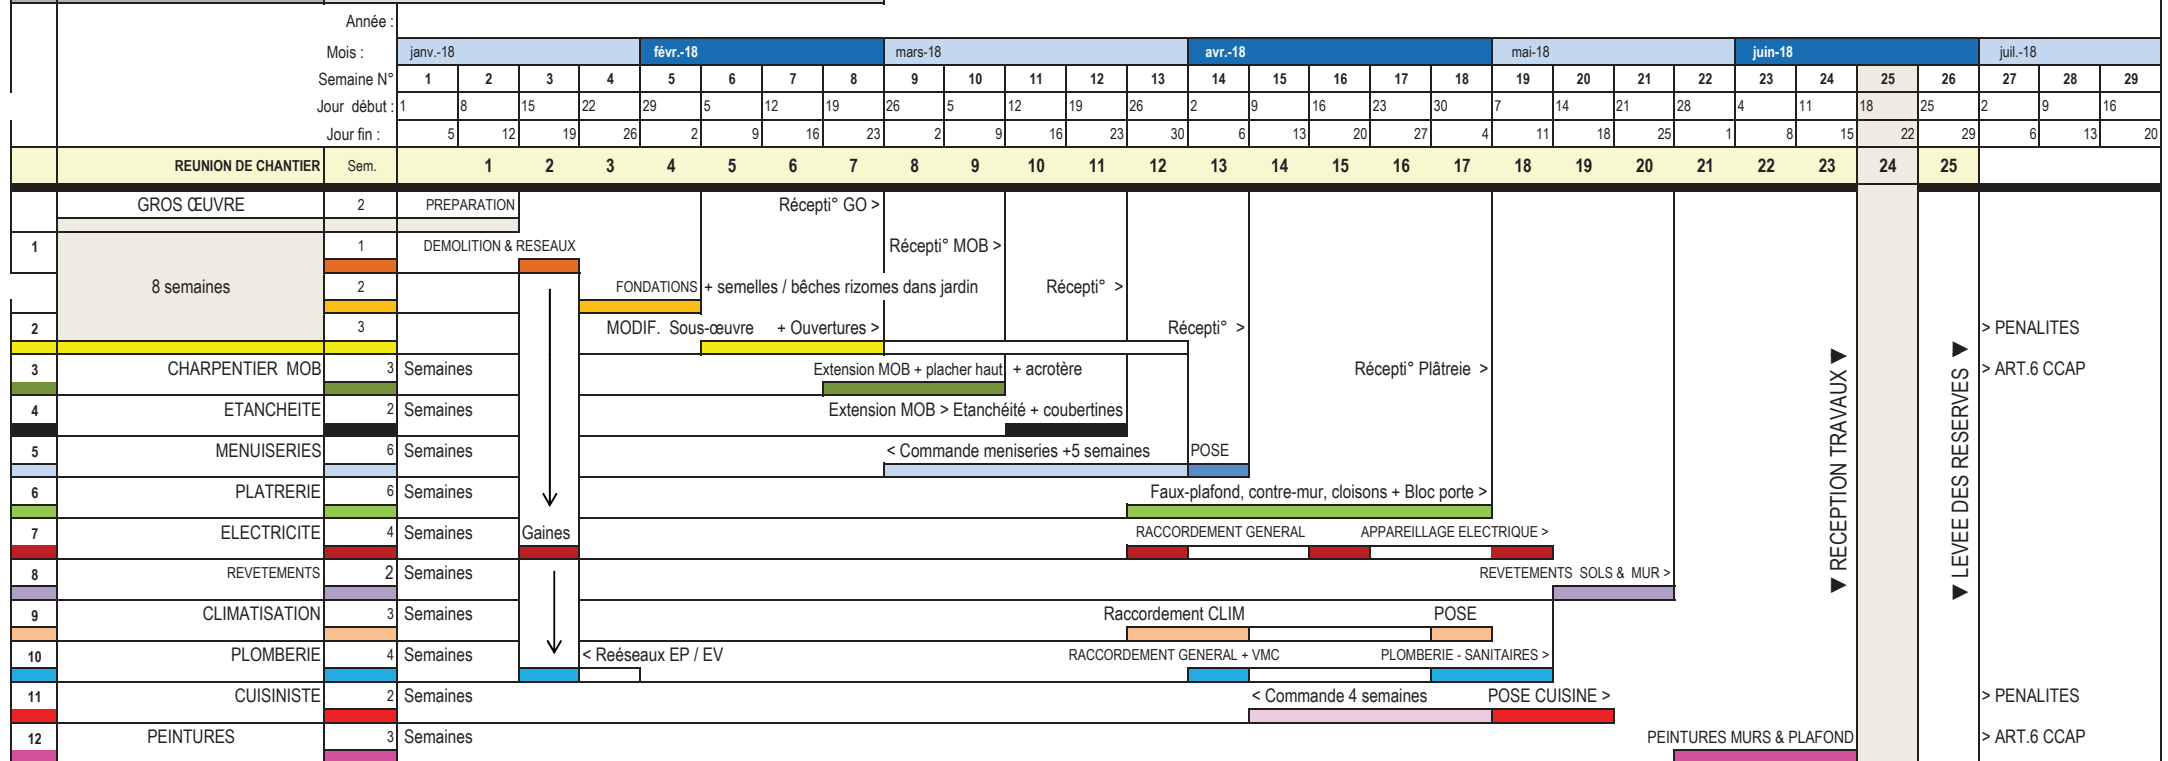 Année :
Mois : janv.-18 févr.-18 mars-18 avr.-18 mai-18 juin-18 juil.-18
Semaine N° 1 2 3 4 5 6 7 8 9 10 11 12 13 14 15 16 17 18 19 20 21 22 23 24 25 26 27 28 29
Jour début : 1 8 15 22 29 5 12 19 26 5 12 19 26 2 9 16 23 30 7 14 21 28 4 11 18 25 2 9 16
Jour fin : 5 12 19 26 2 9 16 23 2 9 16 23 30 6 13 20 27 4 11 18 25 1 8 15 22 29 6 13 20
REUNION DE CHANTIER Sem. 1 2 3 4 5 6 7 8 9 10 11 12 13 14 15 16 17 18 19 20 21 22 23 24 25
GROS ŒUVRE 2 PREPARATION Récepti° GO >
1 1 DEMOLITION & RESEAUX Récepti° MOB >
8 semaines 2 FONDATIONS + semelles / bêches rizomes dans jardin Récepti° >
2 3 MODIF. Sous-œuvre + Ouvertures > Récepti° > > PENALITES
3 CHARPENTIER MOB 3 Semaines Extension MOB + placher haut + acrotère Récepti° Plâtreie > > ART.6 CCAP
4 ETANCHEITE 2 Semaines Extension MOB > Etanchéité + coubertines
5 MENUISERIES 6 Semaines < Commande meniseries +5 semaines POSE
6 PLATRERIE 6 Semaines Faux-plafond, contre-mur, cloisons + Bloc porte >
7 ELECTRICITE 4 Semaines Gaines RACCORDEMENT GENERAL APPAREILLAGE ELECTRIQUE >
8 REVETEMENTS 2 Semaines REVETEMENTS SOLS & MUR >
9 CLIMATISATION 3 Semaines Raccordement CLIM POSE
10 PLOMBERIE 4 Semaines < Reéseaux EP / EV RACCORDEMENT GENERAL + VMC PLOMBERIE - SANITAIRES >
11 CUISINISTE 2 Semaines < Commande 4 semaines POSE CUISINE > > PENALITES
12 PEINTURES 3 Semaines PEINTURES MURS & PLAFOND > ART.6 CCAP
▼ RECEPTION TRAVAUX ▼
▼ LEVEE DES RESERVES ▼